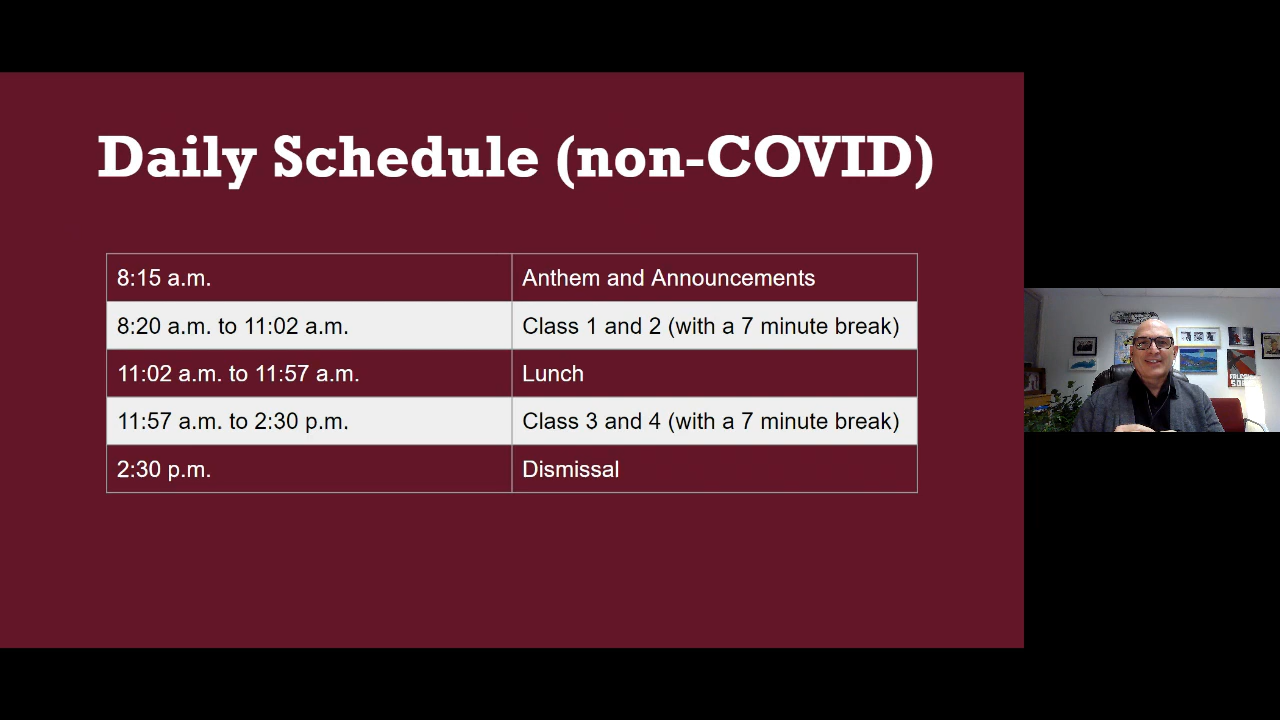 Daily Schedule (non-COVID)
8:15 a.m. Anthem and Announcements
8:20 a.m. to 11:02 a.m. Class 1 and 2 (with a 7 minute break)
11:02 a.m. to 11:57 a.m. Lunch
11:57 a.m. to 2:30 p.m. Class 3 and 4 (with a 7 minute break)
2:30 p.m. Dismissal